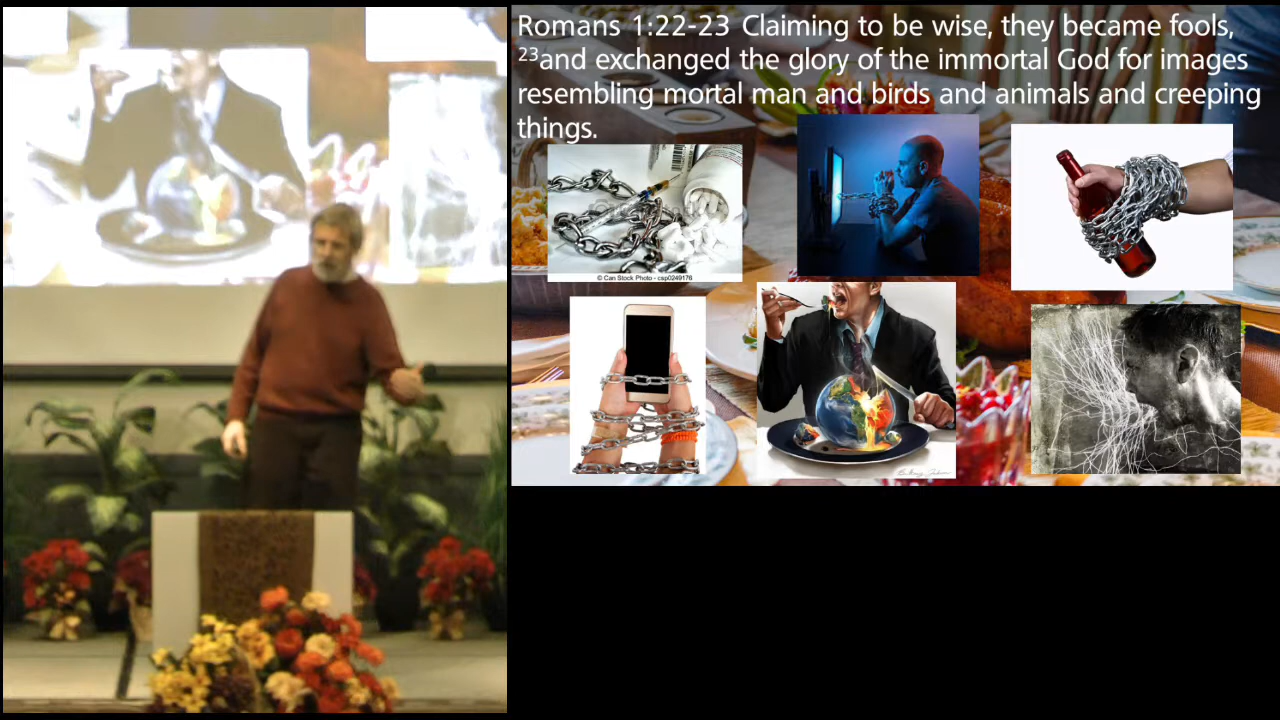 Romans 1:22-23 Claiming to be wise, they became fools,
²³and exchanged the glory of the immortal God for images
resembling mortal man and birds and animals and creeping
things.
© Can Stock Photo - csp0249176